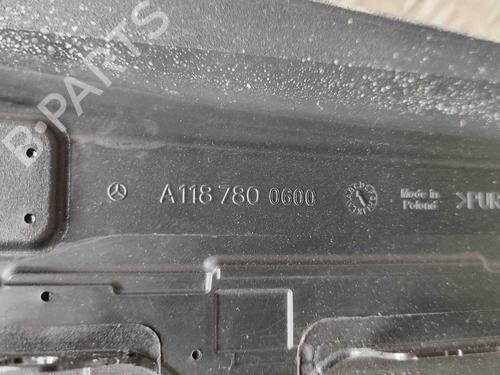 B-PARTS
A118 780 0600
Made in
Poland
>PUR